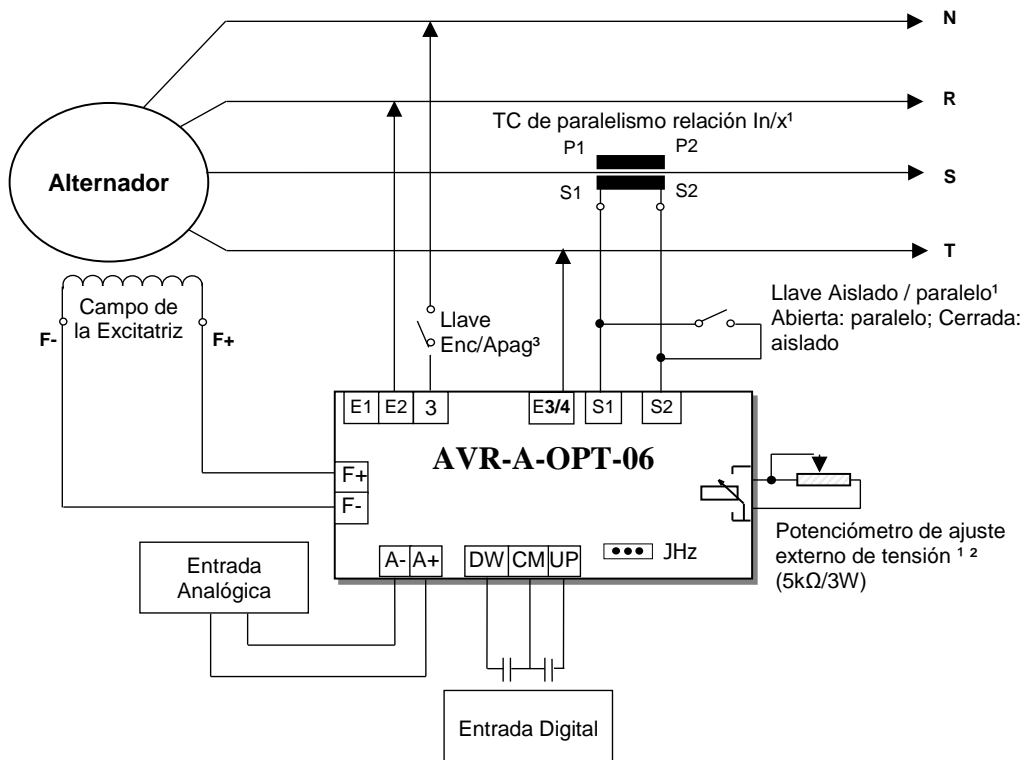 N
R
TC de paralelismo relación In/x¹
P1
P2
Alternador
S
S1
S2
T
Campo de
la Excitatriz
F-
F+
Llave
Enc/Apag³
Llave Aislado / paralelo¹
Abierta: paralelo; Cerrada:
aislado
E1
E2
3
E3/4
S1
S2
AVR-A-OPT-06
F+
F-
Potenciómetro de ajuste
externo de tensión ¹ ²
(5kΩ/3W)
JHz
A-
A+
DW
CM
UP
Entrada
Analógica
Entrada Digital